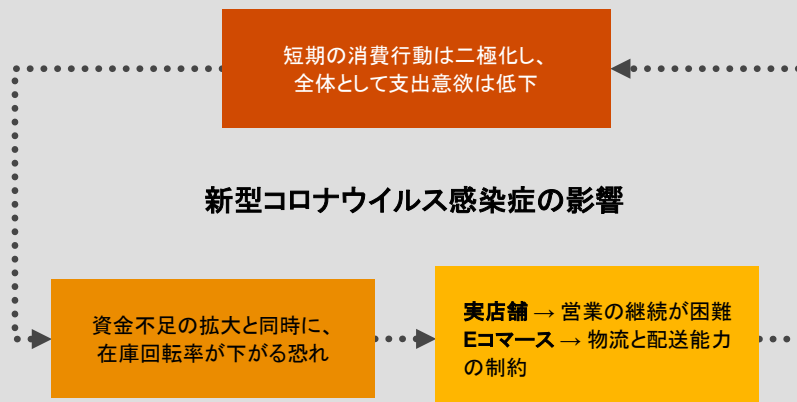 短期の消費行動は二極化し、
全体として支出意欲は低下
新型コロナウイルス感染症の影響
資金不足の拡大と同時に、
在庫回転率が下がる恐れ
実店舗 → 営業の継続が困難
Eコマース → 物流と配送能力
の制約